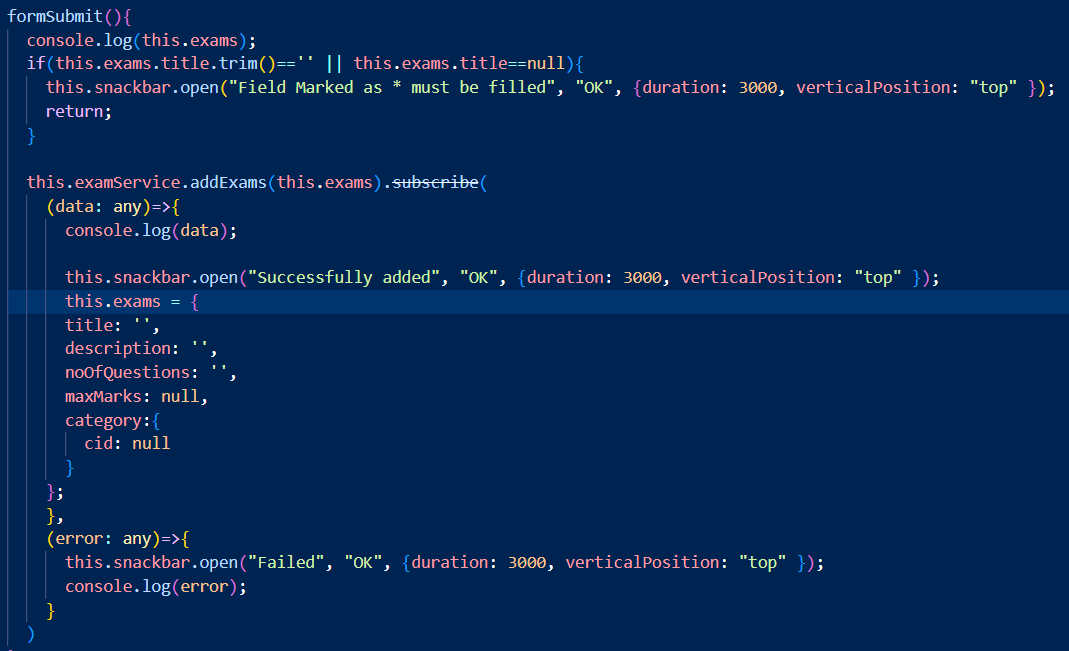 formSubmit(){
console.log(this.exams);
if(this.exams.title.trim()=='' || this.exams.title==null){
this.snackbar.open("Field Marked as * must be filled", "OK", {duration: 3000, verticalPosition: "top" });
return;
}
this.examService.addExams(this.exams).subscribe(
(data: any)=>{
console.log(data);
this.snackbar.open("Successfully added", "OK", {duration: 3000, verticalPosition: "top" });
this.exams = {
title: '',
description: '',
noOfQuestions: '',
maxMarks: null,
category:{
cid: null
}
};
},
(error: any)=>{
this.snackbar.open("Failed", "OK", {duration: 3000, verticalPosition: "top" });
console.log(error);
}
)